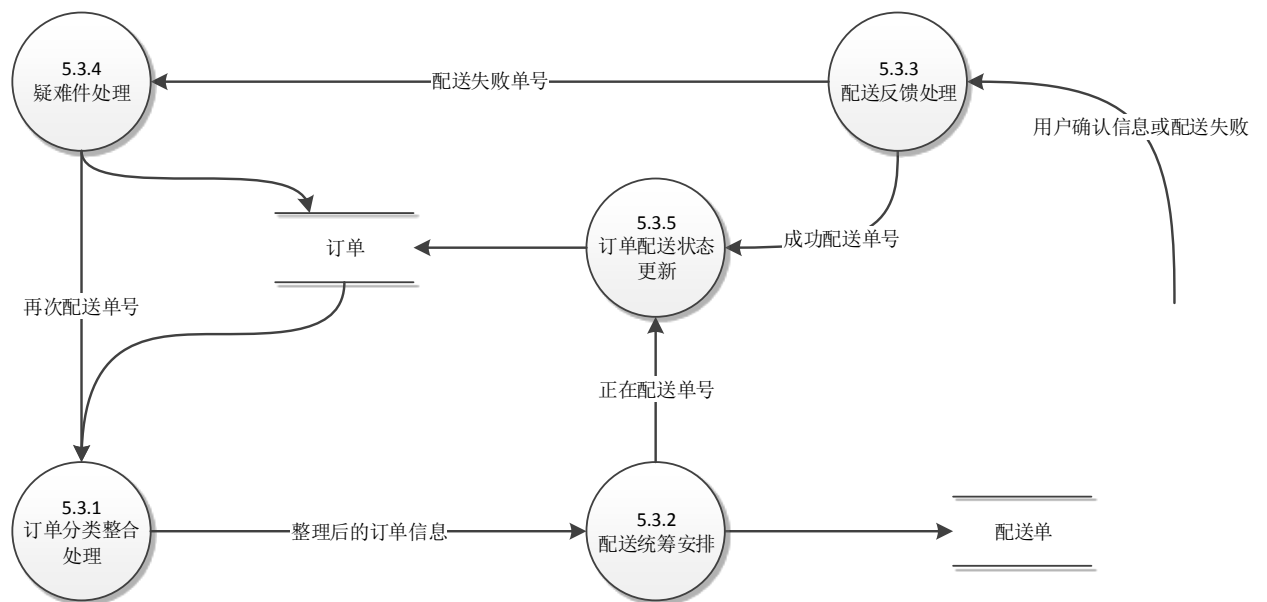 5.3.4
疑难件处理
配送失败单号
5.3.3
配送反馈处理
用户确认信息或配送失败
订单
5.3.5
订单配送状态
更新
成功配送单号
再次配送单号
正在配送单号
5.3.1
订单分类整合
处理
整理后的订单信息
5.3.2
配送统筹安排
配送单